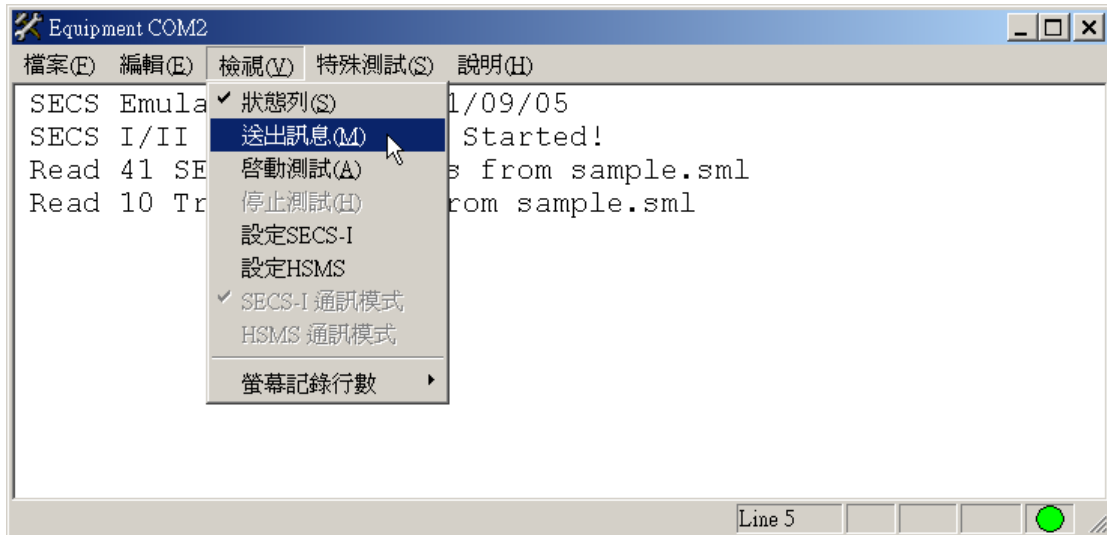 Equipment COM2
檔案(F) 編輯(E) 檢視(V) 特殊測試(S) 說明(H)
SECS Emula 1/09/05
SECS I/II Started!
Read 41 SE s from sample.sml
Read 10 Tr rom sample.sml
✔ 狀態列(S)
送出訊息(M)
啓動測試(A)
停止測試(H)
設定SECS-I
設定HSMS
✔ SECS-I 通訊模式
HSMS 通訊模式
螢幕記錄行數
Line 5